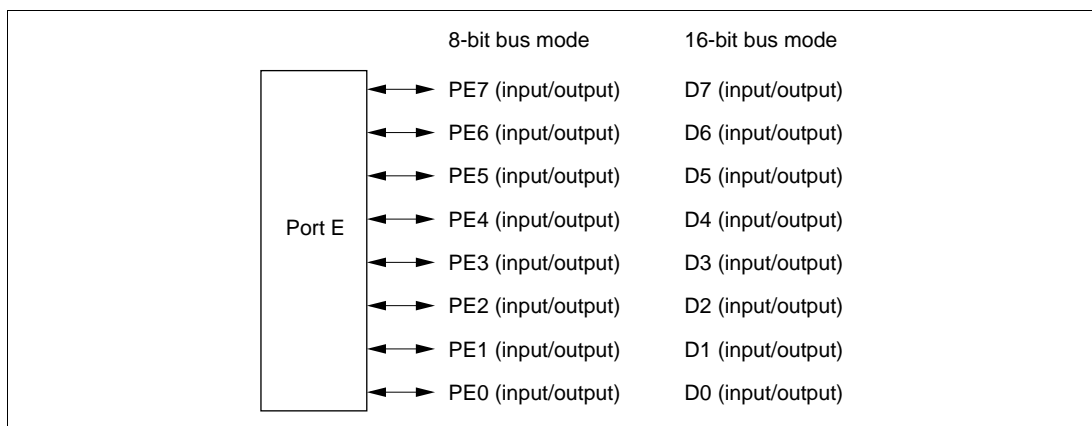 8-bit bus mode 16-bit bus mode
PE7 (input/output) D7 (input/output)
PE6 (input/output) D6 (input/output)
PE5 (input/output) D5 (input/output)
Port E PE4 (input/output) D4 (input/output)
PE3 (input/output) D3 (input/output)
PE2 (input/output) D2 (input/output)
PE1 (input/output) D1 (input/output)
PE0 (input/output) D0 (input/output)